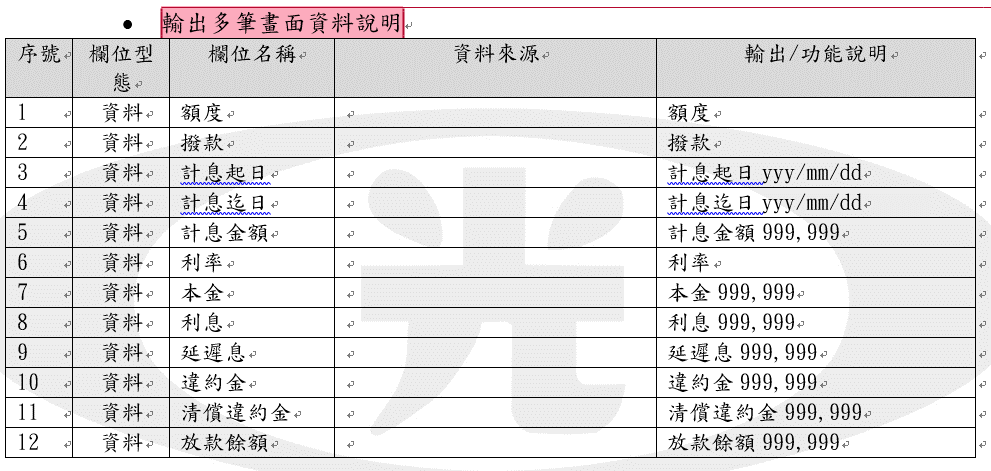 ● 輸出多筆畫面資料說明
序號 欄位型態 欄位名稱 資料來源 輸出/功能說明
1 資料 額度 額度
2 資料 撥款 撥款
3 資料 計息起日 計息起日 yyy/mm/dd
4 資料 計息迄日 計息迄日 yyy/mm/dd
5 資料 計息金額 計息金額 999,999
6 資料 利率 利率
7 資料 本金 本金 999,999
8 資料 利息 利息 999,999
9 資料 延遲息 延遲息 999,999
10 資料 違約金 違約金 999,999
11 資料 清償違約金 清償違約金 999,999
12 資料 放款餘額 放款餘額 999,999
光